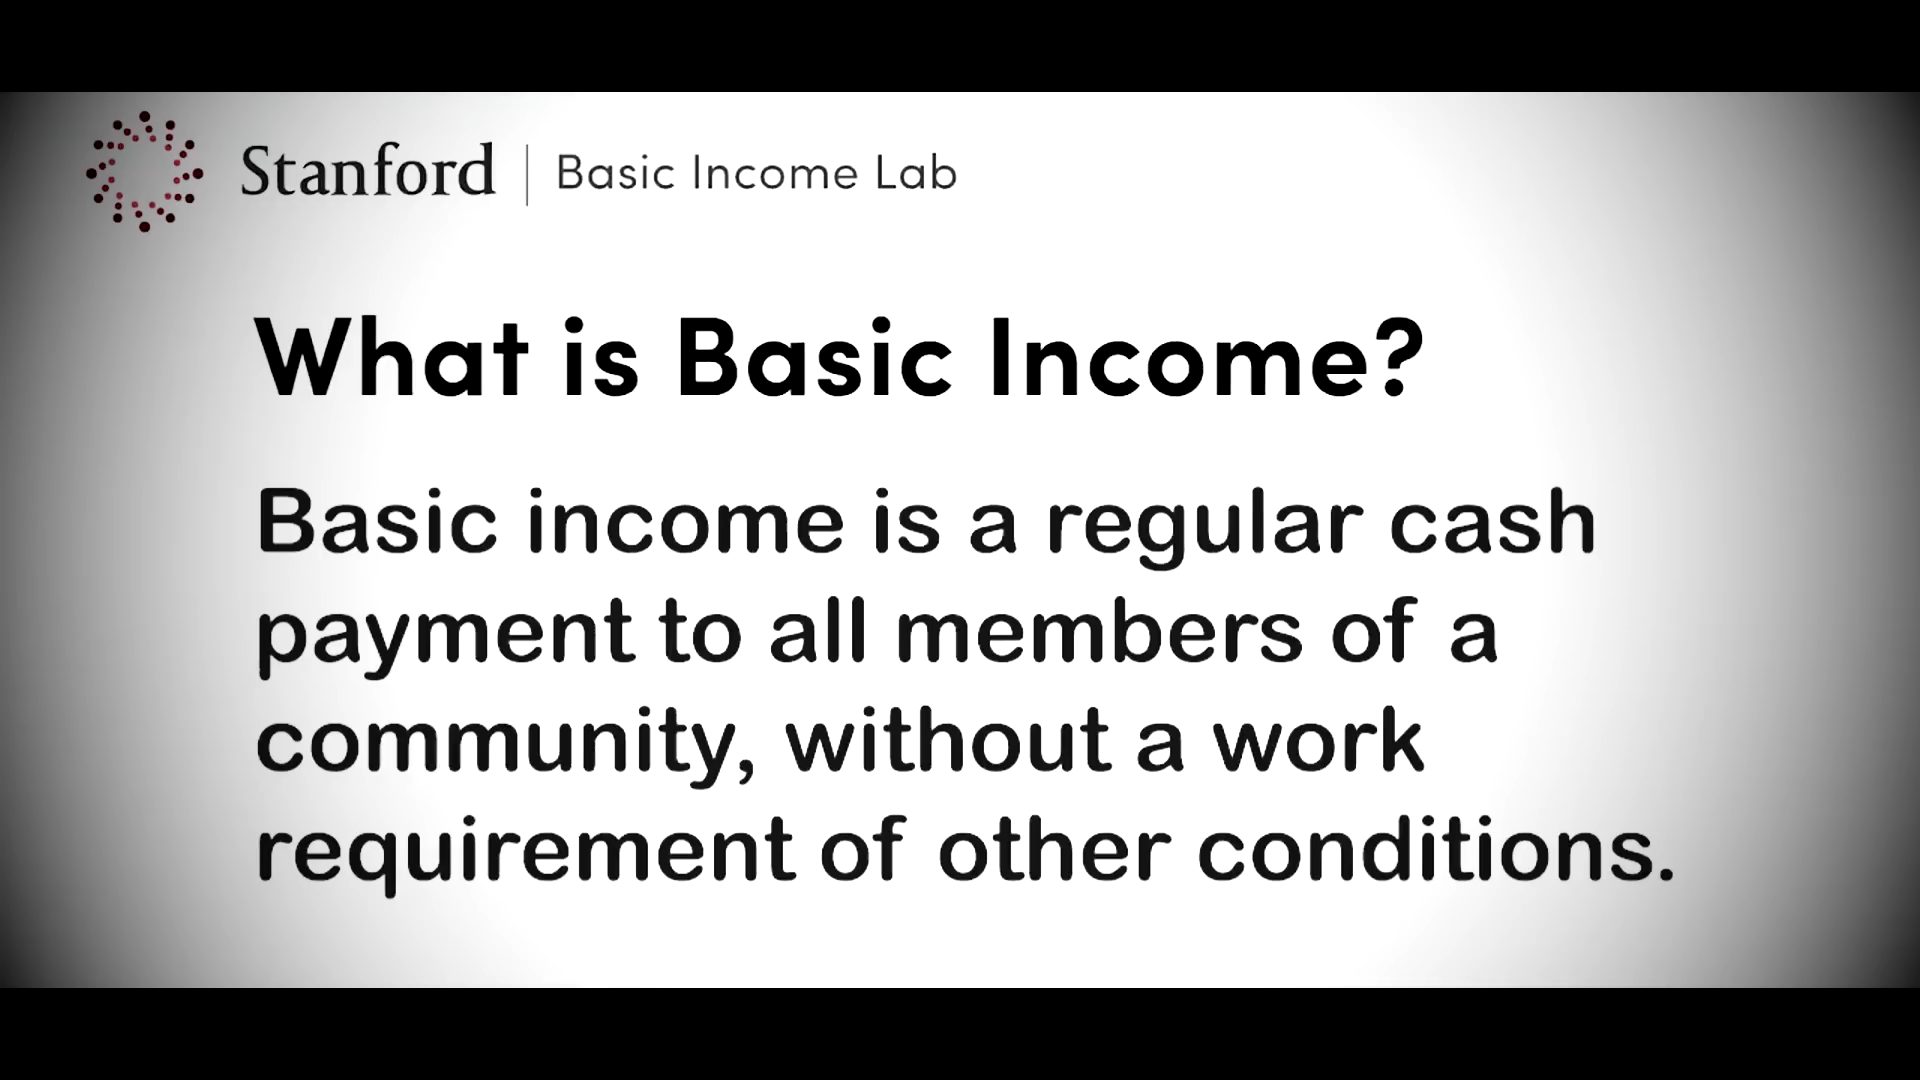 Stanford | Basic Income Lab
What is Basic Income?
Basic income is a regular cash
payment to all members of a
community, without a work
requirement of other conditions.